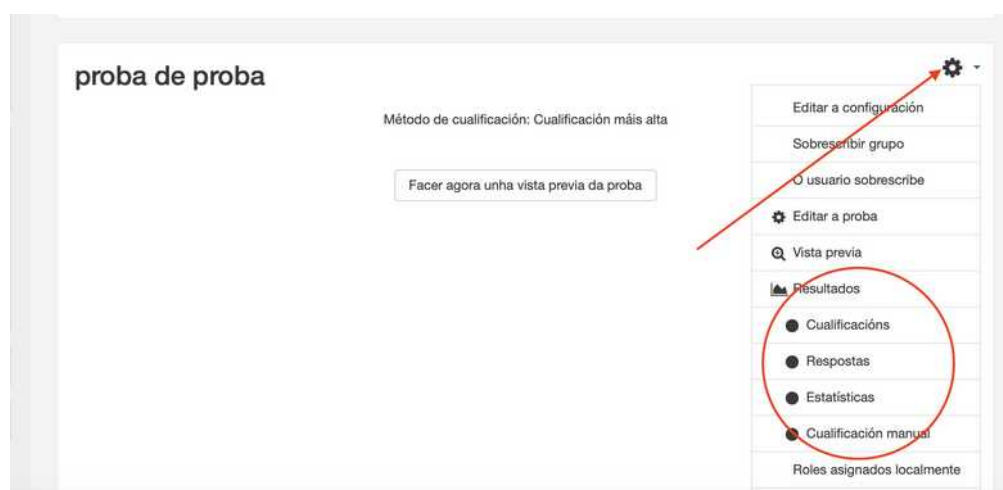 proba de proba
Método de cualificación: Cualificación máis alta
Facer agora unha vista previa da proba
Editar a configuración
Sobrescribir grupo
O usuario sobrescribe
Editar a proba
Vista previa
Resultados
Cualificacións
Respostas
Estatísticas
Cualificación manual
Roles asignados localmente